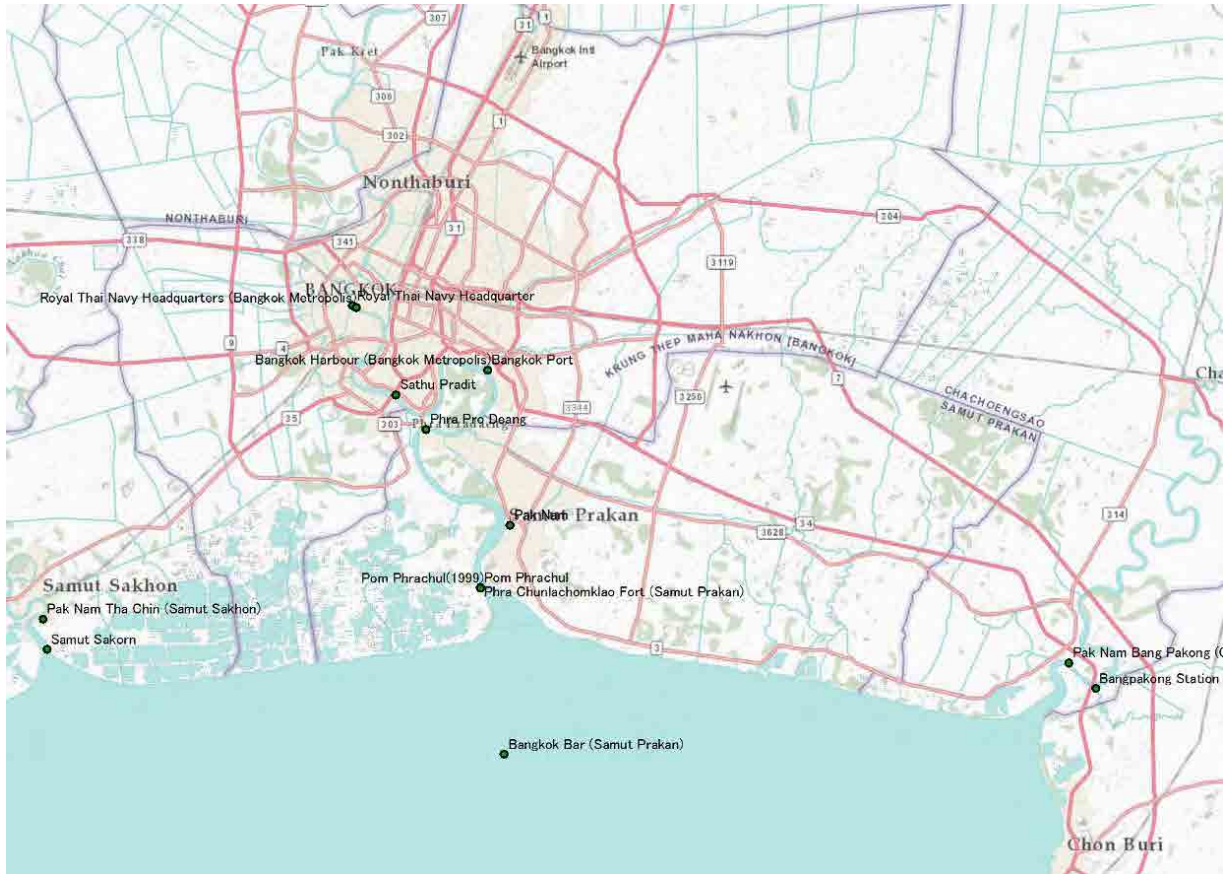 307
31
1
Pak Kret
Bangkok Intl
Airport
306
1
302
Nonthaburi
NONTHABURI
304
338
341
31
3119
BANGKOK
Royal Thai Navy Headquarters (Bangkok Metropolis)
Royal Thai Navy Headquarter
9
4
KRUNG THEP MAHA NAKHON [BANGKOK]
Bangkok Harbour (Bangkok Metropolis)
Bangkok Port
Cha
7
Sathu Pradit
3256
CHACHOENGSAO
SAMUT PRAKAN
3344
35
303
Phra Pro Deang
314
Pak Nam
Samut Prakan
34
3628
Samut Sakhon
Pom Phrachul(1999)
Pom Phrachul
Phra Chunlachomklao Fort (Samut Prakan)
Pak Nam Tha Chin (Samut Sakhon)
Samut Sakorn
3
Pak Nam Bang Pakong (C
Bangpakong Station
Bangkok Bar (Samut Prakan)
Chon Buri